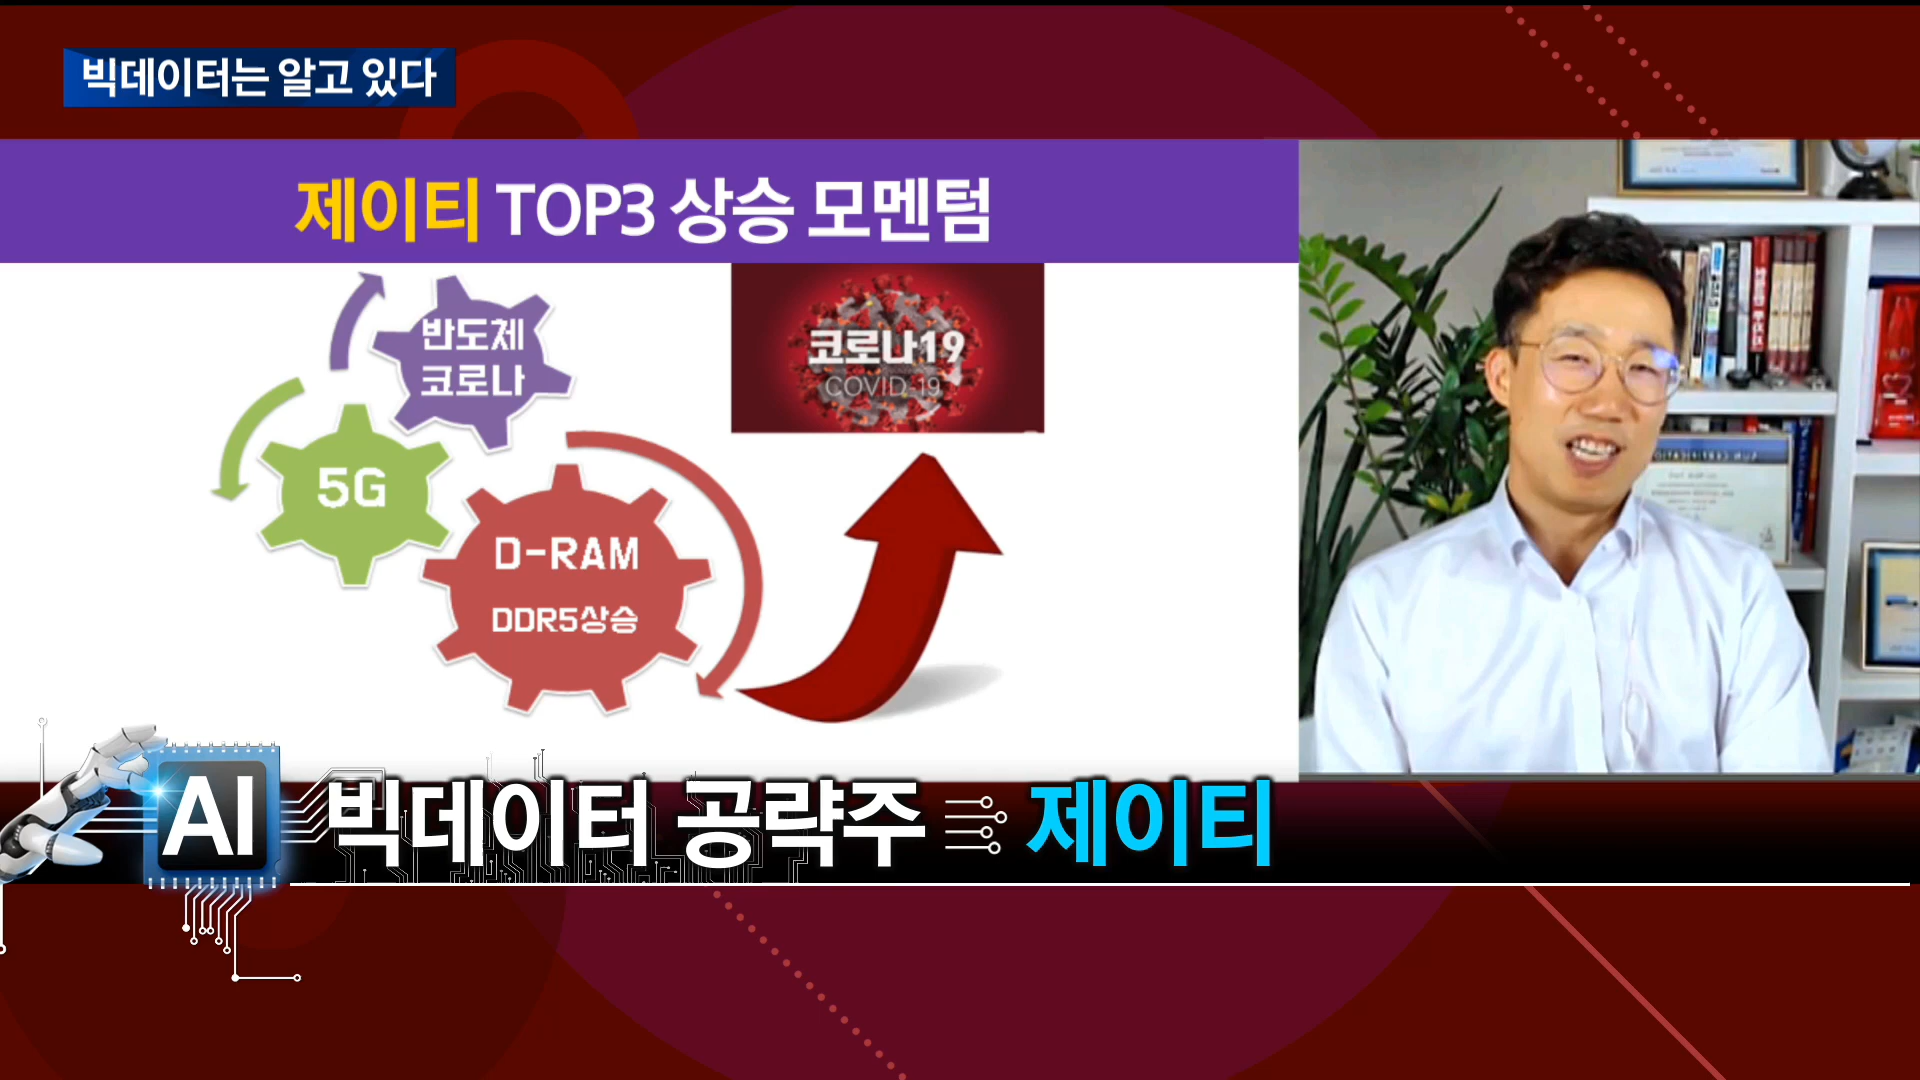 빅데이터는 알고 있다
제이티 TOP3 상승 모멘텀
반도체
코로나
5G
D-RAM
DDR5상승
코로나19
COVID-19
AI
빅데이터 공략주 제이티